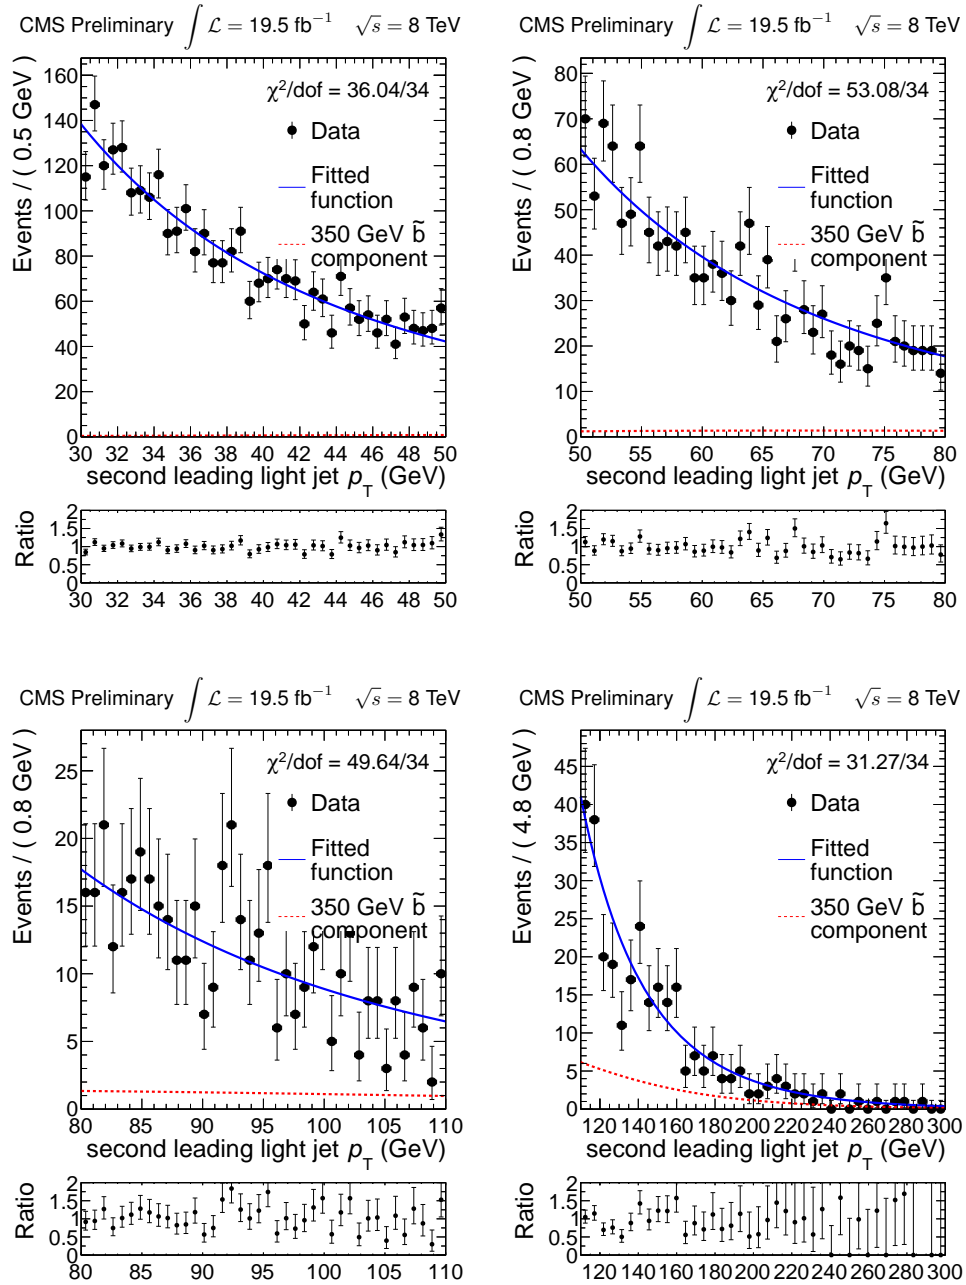 CMS Preliminary ∫ ℒ = 19.5 fb⁻¹ √s = 8 TeV
Events / ( 0.5 GeV )
160
140
120
100
80
60
40
20
0
χ²/dof = 36.04/34
Data
Fitted
function
350 GeV b̃
component
30 32 34 36 38 40 42 44 46 48 50
second leading light jet p_T (GeV)
Ratio
2
1.5
1
0.5
0
30 32 34 36 38 40 42 44 46 48 50
CMS Preliminary ∫ ℒ = 19.5 fb⁻¹ √s = 8 TeV
Events / ( 0.8 GeV )
80
70
60
50
40
30
20
10
0
χ²/dof = 53.08/34
Data
Fitted
function
350 GeV b̃
component
50 55 60 65 70 75 80
second leading light jet p_T (GeV)
Ratio
2
1.5
1
0.5
0
50 55 60 65 70 75 80
CMS Preliminary ∫ ℒ = 19.5 fb⁻¹ √s = 8 TeV
Events / ( 0.8 GeV )
25
20
15
10
5
0
χ²/dof = 49.64/34
Data
Fitted
function
350 GeV b̃
component
80 85 90 95 100 105 110
second leading light jet p_T (GeV)
Ratio
2
1.5
1
0.5
0
80 85 90 95 100 105 110
CMS Preliminary ∫ ℒ = 19.5 fb⁻¹ √s = 8 TeV
Events / ( 4.8 GeV )
45
40
35
30
25
20
15
10
5
0
χ²/dof = 31.27/34
Data
Fitted
function
350 GeV b̃
component
120 140 160 180 200 220 240 260 280 300
second leading light jet p_T (GeV)
Ratio
2
1.5
1
0.5
0
120 140 160 180 200 220 240 260 280 300